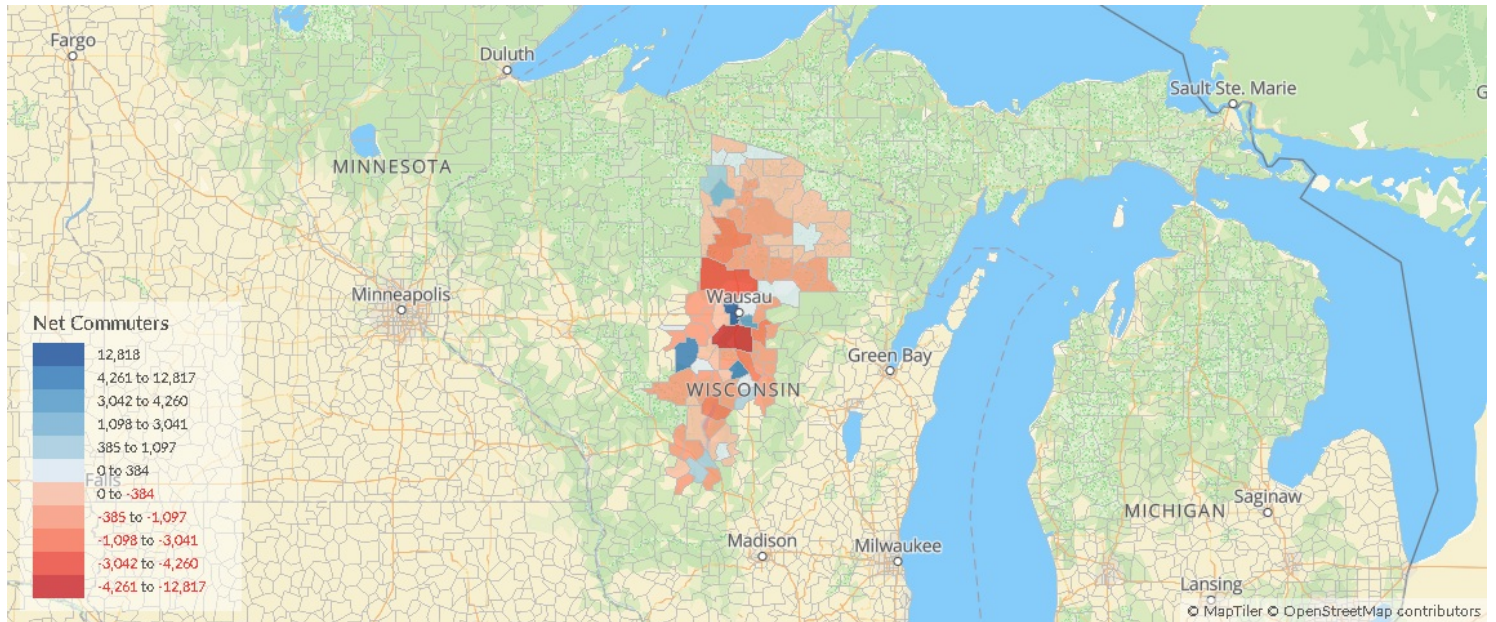 Fargo
Duluth
Sault Ste. Marie
G
MINNESOTA
Minneapolis
Wausau
Green Bay
WISCONSIN
Net Commuters
12,818
4,261 to 12,817
3,042 to 4,260
1,098 to 3,041
385 to 1,097
0 to 384
Falls
0 to -384
-385 to -1,097
-1,098 to -3,041
-3,042 to -4,260
-4,261 to -12,817
Saginaw
MICHIGAN
Madison
Milwaukee
Lansing
© MapTiler © OpenStreetMap contributors